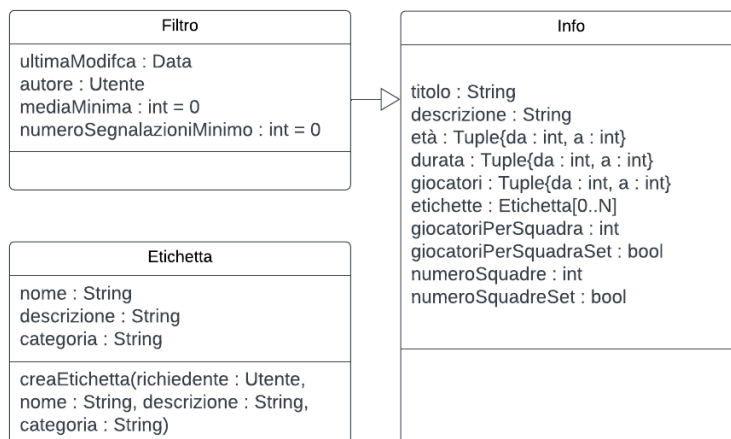 Filtro
ultimaModifca : Data
autore : Utente
mediaMinima : int = 0
numeroSegnalazioniMinimo : int = 0
Info
titolo : String
descrizione : String
età : Tuple{da : int, a : int}
durata : Tuple{da : int, a : int}
giocatori : Tuple{da : int, a : int}
etichette : Etichetta[0..N]
giocatoriPerSquadra : int
giocatoriPerSquadraSet : bool
numeroSquadre : int
numeroSquadreSet : bool
Etichetta
nome : String
descrizione : String
categoria : String
creaEtichetta(richiedente : Utente,
nome : String, descrizione : String,
categoria : String)